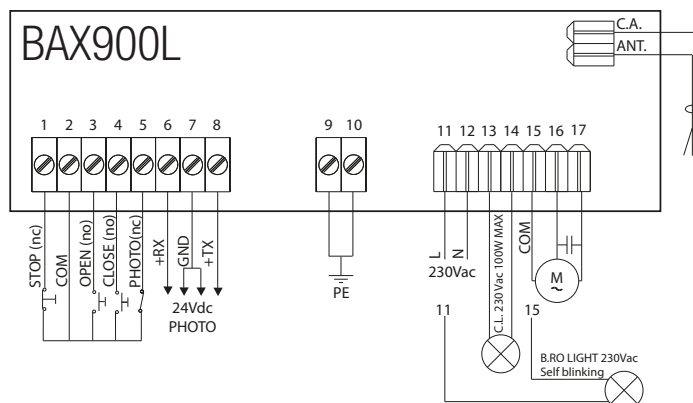 BAX900L
C.A.
ANT.
1 2 3 4 5 6 7 8
9 10
11 12 13 14 15 16 17
STOP (nc)
COM
OPEN (no)
CLOSE (no)
PHOTO(nc)
+RX
GND
+TX
24Vdc
PHOTO
PE
L
N
230Vac
C.L. 230 Vac 100W MAX
COM
M
~
11
15
B.RO LIGHT 230Vac
Self blinking